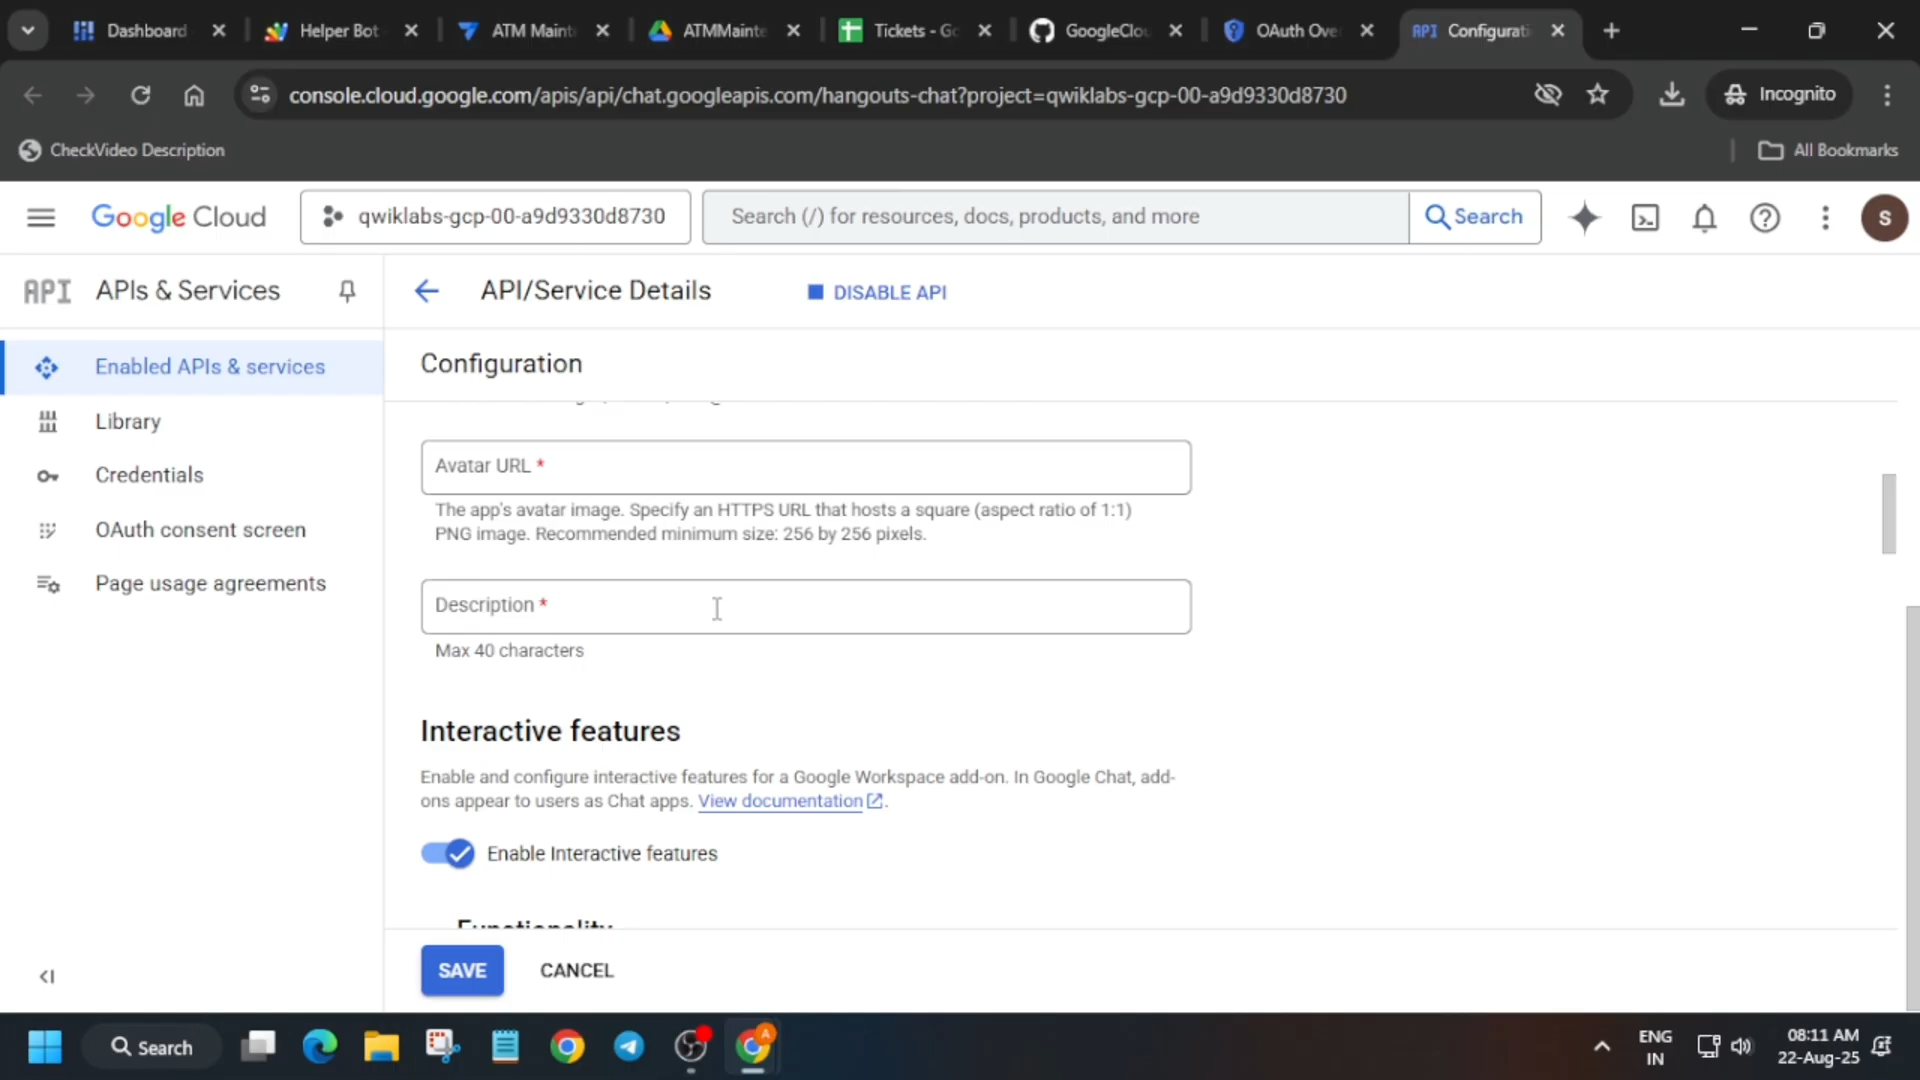 Dashboard
Helper Bot
ATM Maint
ATMMainte
Tickets - Go
GoogleClou
OAuth Over
API Configurati
console.cloud.google.com/apis/api/chat.googleapis.com/hangouts-chat?project=qwiklabs-gcp-00-a9d9330d8730
Incognito
CheckVideo Description
All Bookmarks
Google Cloud
qwiklabs-gcp-00-a9d9330d8730
Search (/) for resources, docs, products, and more
Search
S
API APIs & Services
API/Service Details
DISABLE API
Enabled APIs & services
Library
Credentials
OAuth consent screen
Page usage agreements
Configuration
Avatar URL *
The app's avatar image. Specify an HTTPS URL that hosts a square (aspect ratio of 1:1)
PNG image. Recommended minimum size: 256 by 256 pixels.
Description *
Max 40 characters
Interactive features
Enable and configure interactive features for a Google Workspace add-on. In Google Chat, add-
ons appear to users as Chat apps. View documentation.
Enable Interactive features
Functionality
SAVE
CANCEL
Search
A
ENG
IN
08:11 AM
22-Aug-25